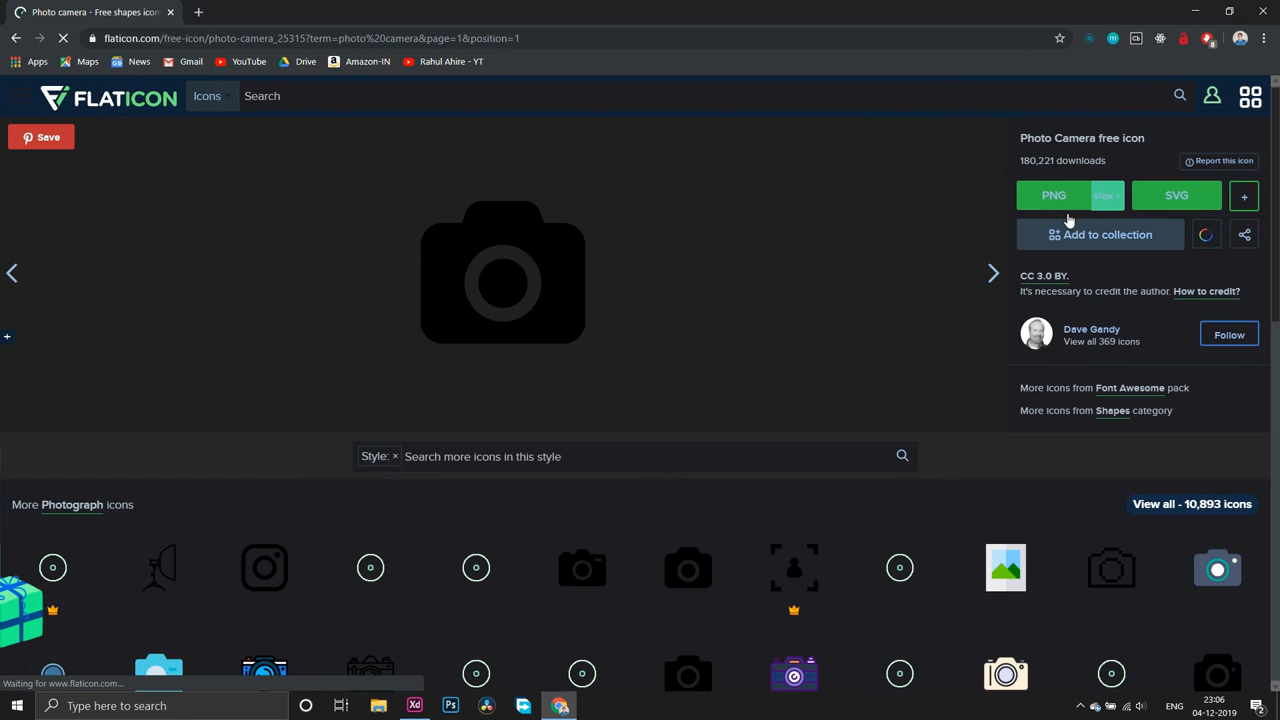 Photo camera - Free shapes icon
flaticon.com/free-icon/photo-camera_25315?term=photo%20camera&page=1&position=1
Apps Maps News Gmail YouTube Drive Amazon-IN Rahul Ahire - YT
FLATICON Icons Search
Save
Photo Camera free icon
180,221 downloads Report this icon
PNG 512px SVG +
Add to collection
CC 3.0 BY.
It's necessary to credit the author. How to credit?
Dave Gandy
View all 369 icons
Follow
More icons from Font Awesome pack
More icons from Shapes category
Style: × Search more icons in this style
More Photograph icons View all - 10,893 icons
Waiting for www.flaticon.com...
Type here to search
Xd Ps
ENG
23:06
04-12-2019
2